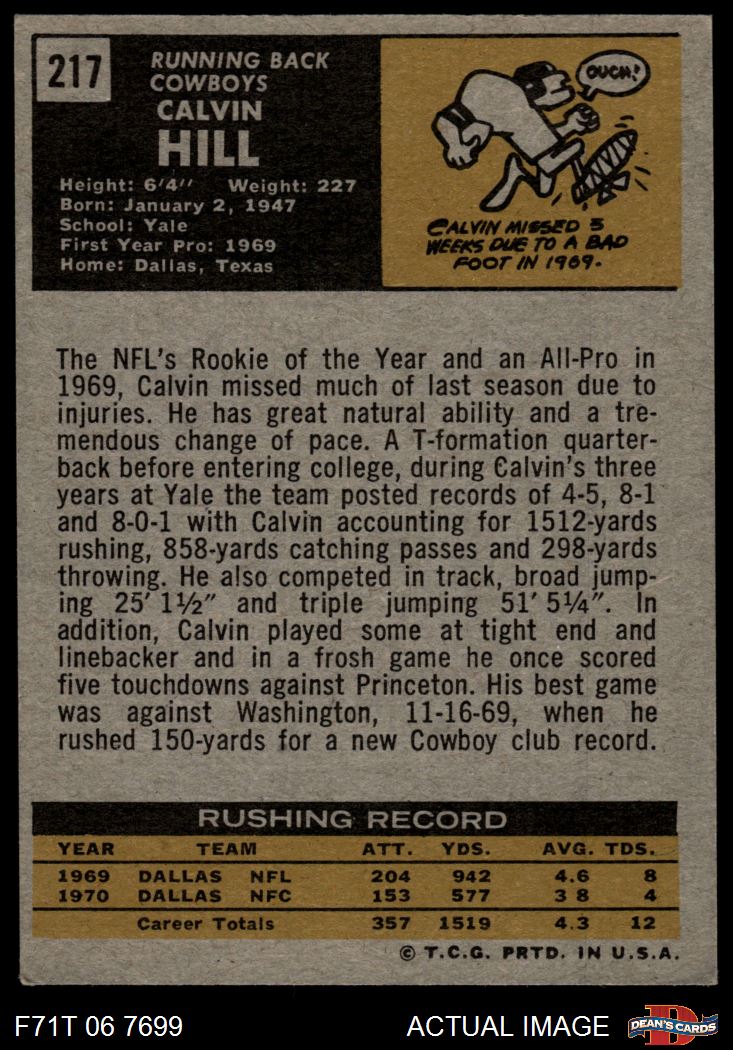 217
RUNNING BACK
COWBOYS
CALVIN
HILL
Height: 6'4" Weight: 227
Born: January 2, 1947
School: Yale
First Year Pro: 1969
Home: Dallas, Texas
OUCH!
CALVIN MISSED 3
WEEKS DUE TO A BAD
FOOT IN 1969.
The NFL's Rookie of the Year and an All-Pro in
1969, Calvin missed much of last season due to
injuries. He has great natural ability and a tre-
mendous change of pace. A T-formation quarter-
back before entering college, during Calvin's three
years at Yale the team posted records of 4-5, 8-1
and 8-0-1 with Calvin accounting for 1512-yards
rushing, 858-yards catching passes and 298-yards
throwing. He also competed in track, broad jump-
ing 25' 1½" and triple jumping 51' 5¼". In
addition, Calvin played some at tight end and
linebacker and in a frosh game he once scored
five touchdowns against Princeton. His best game
was against Washington, 11-16-69, when he
rushed 150-yards for a new Cowboy club record.
RUSHING RECORD
YEAR TEAM ATT. YDS. AVG. TDS.
1969 DALLAS NFL 204 942 4.6 8
1970 DALLAS NFC 153 577 3 8 4
Career Totals 357 1519 4.3 12
© T.C.G. PRTD. IN U.S.A.
F71T 06 7699 ACTUAL IMAGE D DEAN'S CARDS